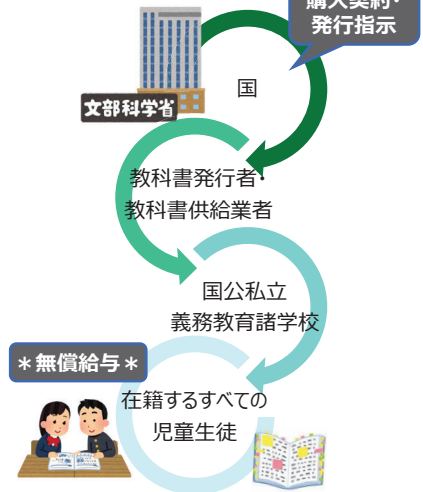 購入契約・
発行指示
国
文部科学省
教科書発行者・
教科書供給業者
国公私立
義務教育諸学校
＊無償給与＊
在籍するすべての
児童生徒